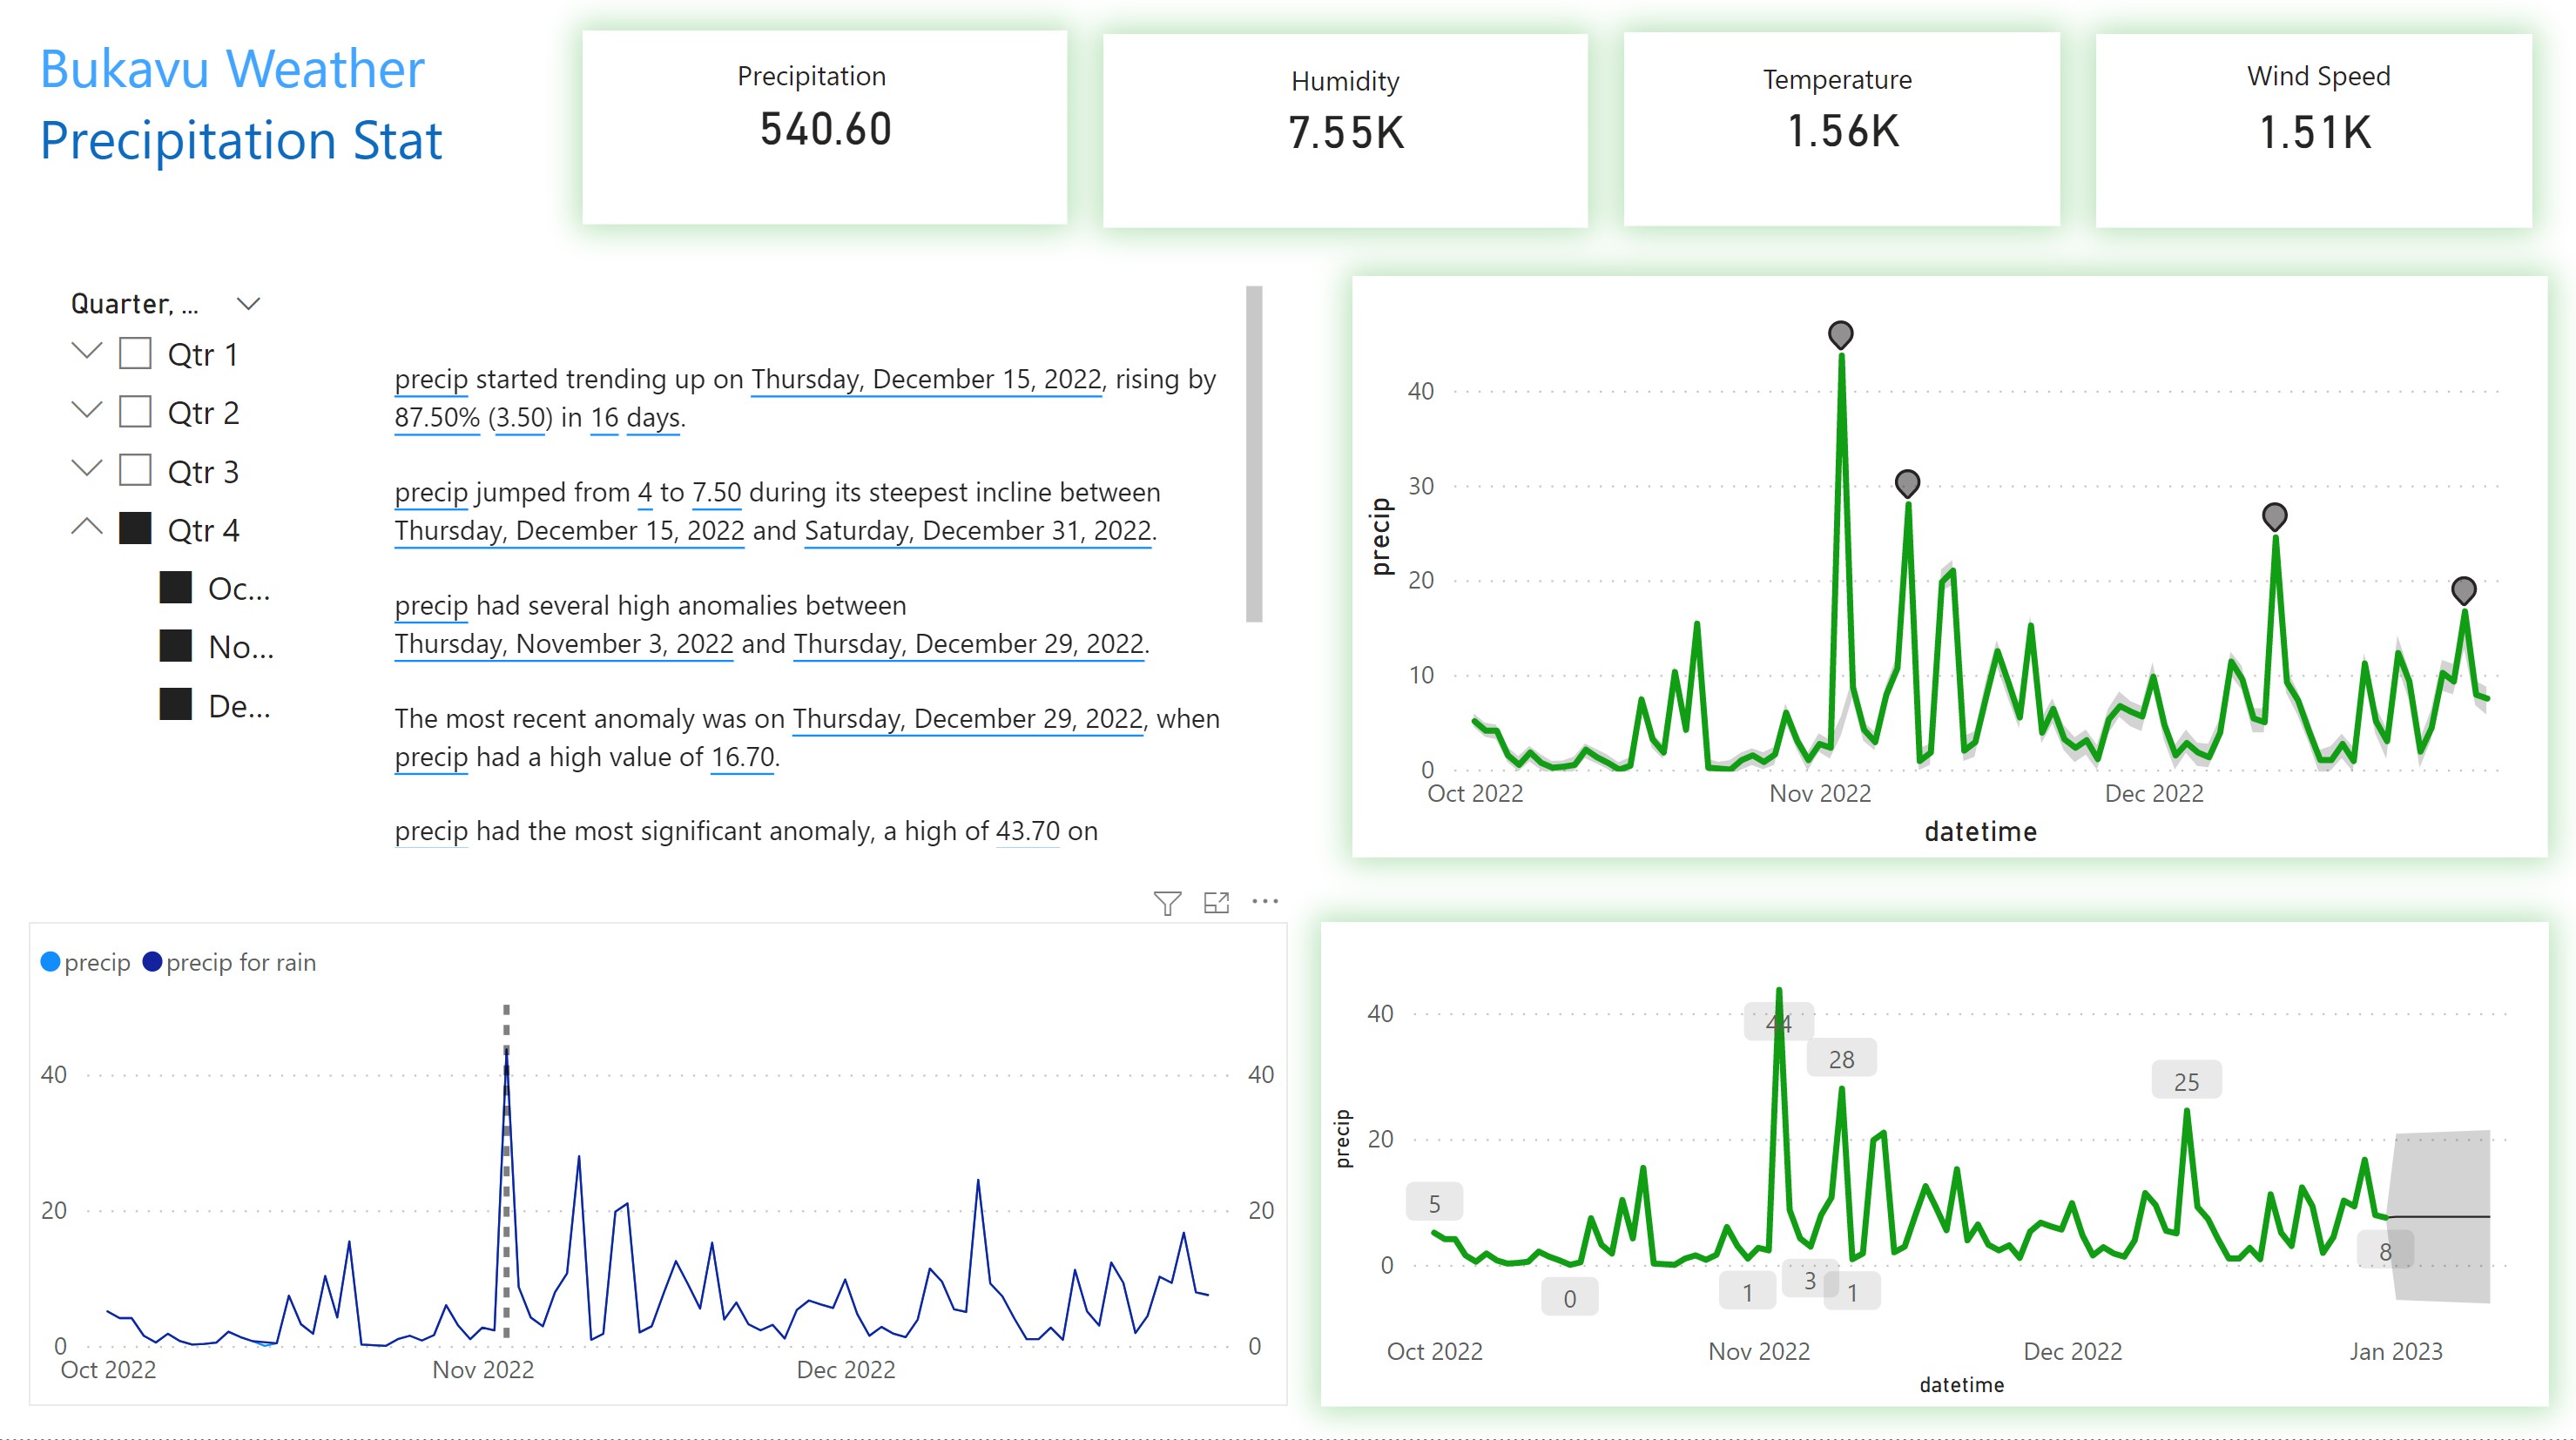 Bukavu Weather
Precipitation Stat
Precipitation
540.60
Humidity
7.55K
Temperature
1.56K
Wind Speed
1.51K
Quarter, ...
Qtr 1
Qtr 2
Qtr 3
Qtr 4
Oc...
No...
De...
precip started trending up on Thursday, December 15, 2022, rising by
87.50% (3.50) in 16 days.
precip jumped from 4 to 7.50 during its steepest incline between
Thursday, December 15, 2022 and Saturday, December 31, 2022.
precip had several high anomalies between
Thursday, November 3, 2022 and Thursday, December 29, 2022.
The most recent anomaly was on Thursday, December 29, 2022, when
precip had a high value of 16.70.
precip had the most significant anomaly, a high of 43.70 on
precip
40
30
20
10
0
Oct 2022 Nov 2022 Dec 2022
datetime
precip precip for rain
40 40
20 20
0 0
Oct 2022 Nov 2022 Dec 2022
precip
40
20
0
5
0
1
44
3
28
1
25
8
Oct 2022 Nov 2022 Dec 2022 Jan 2023
datetime